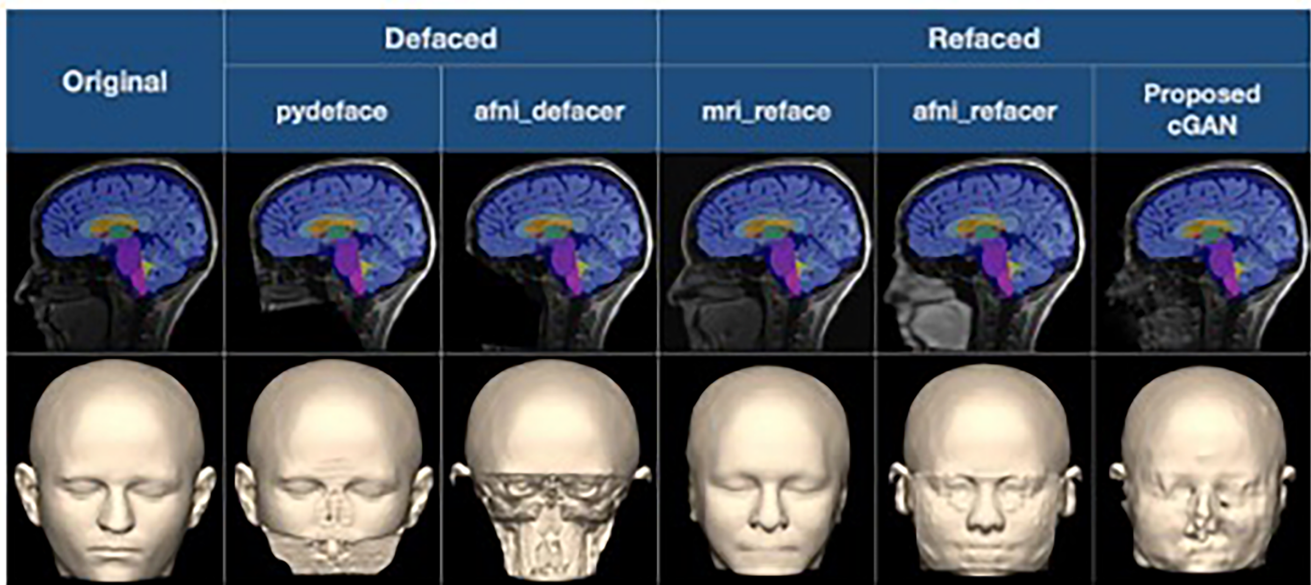 Original
Defaced
Refaced
pydeface
afni_defacer
mri_reface
afni_refacer
Proposed
cGAN